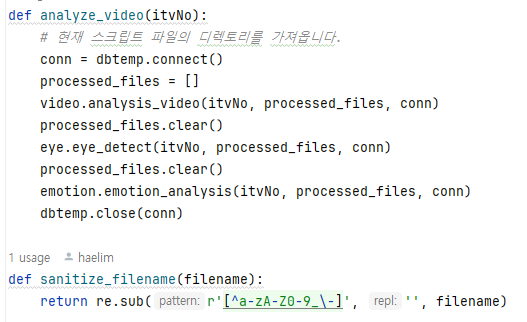 def analyze_video(itvNo):
    # 현재 스크립트 파일의 디렉토리를 가져옵니다.
    conn = dbtemp.connect()
    processed_files = []
    video.analysis_video(itvNo, processed_files, conn)
    processed_files.clear()
    eye.eye_detect(itvNo, processed_files, conn)
    processed_files.clear()
    emotion.emotion_analysis(itvNo, processed_files, conn)
    dbtemp.close(conn)
1 usage haelim
def sanitize_filename(filename):
    return re.sub( pattern: r'[^a-zA-Z0-9_\-]', repl: '', filename)